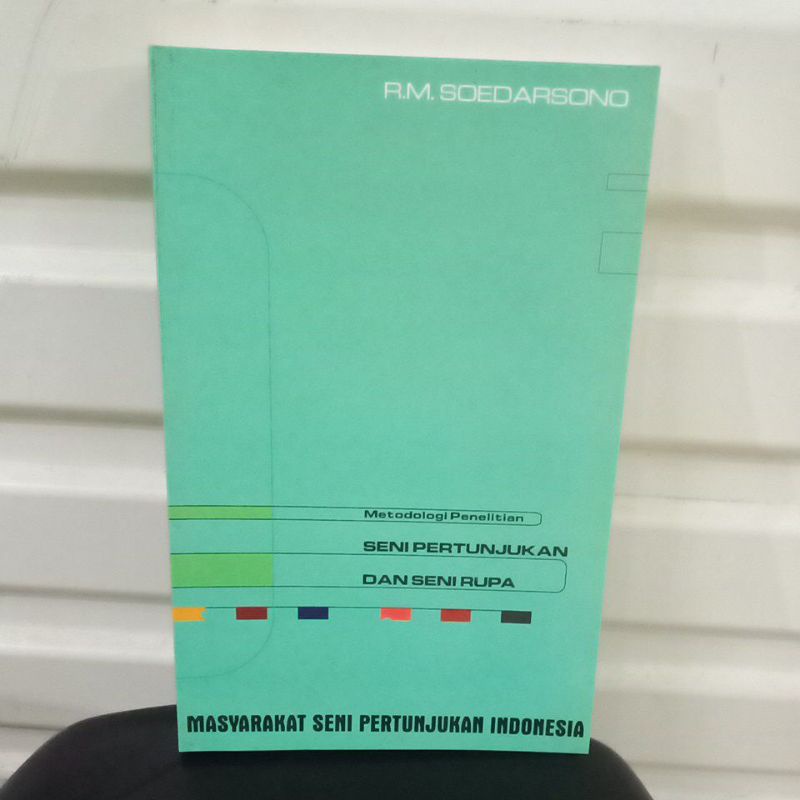 R.M. SOEDARSONO
Metodologi Penelitian
SENI PERTUNJUKAN
DAN SENI RUPA
MASYARAKAT SENI PERTUNJUKAN INDONESIA